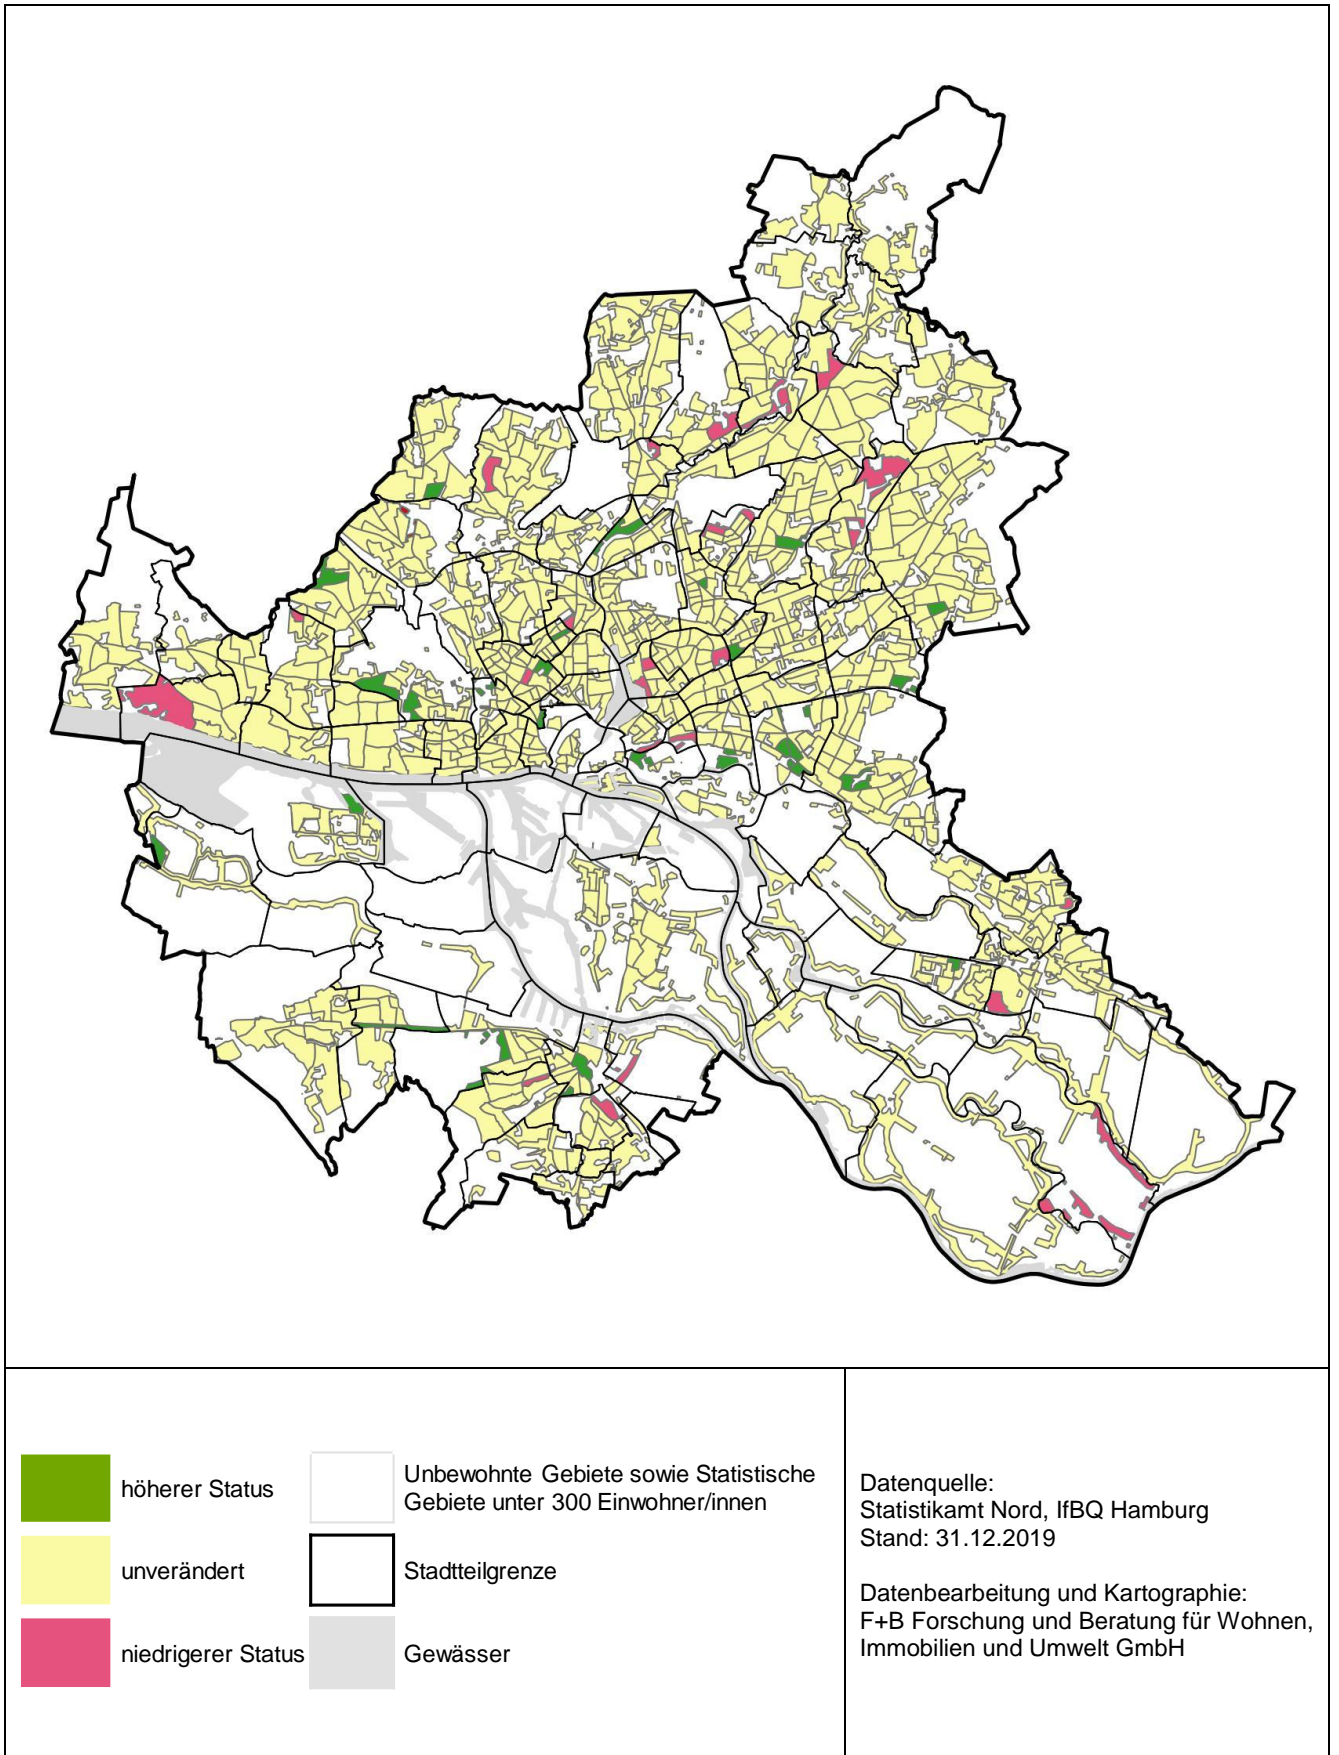 höherer Status
unverändert
niedrigerer Status
Unbewohnte Gebiete sowie Statistische
Gebiete unter 300 Einwohner/innen
Stadtteilgrenze
Gewässer
Datenquelle:
Statistikamt Nord, IfBQ Hamburg
Stand: 31.12.2019
Datenbearbeitung und Kartographie:
F+B Forschung und Beratung für Wohnen,
Immobilien und Umwelt GmbH